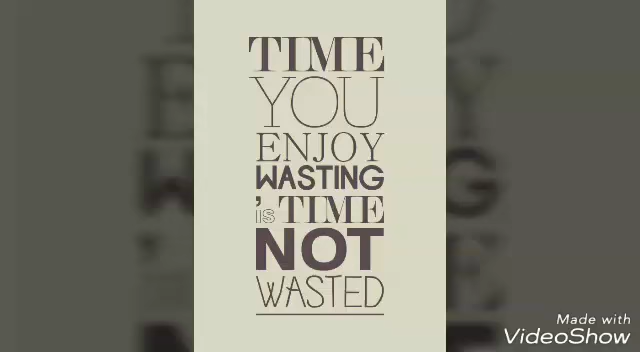 TIME
YOU
ENJOY
WASTING
, is TIME
NOT
WASTED
Made with
VideoShow